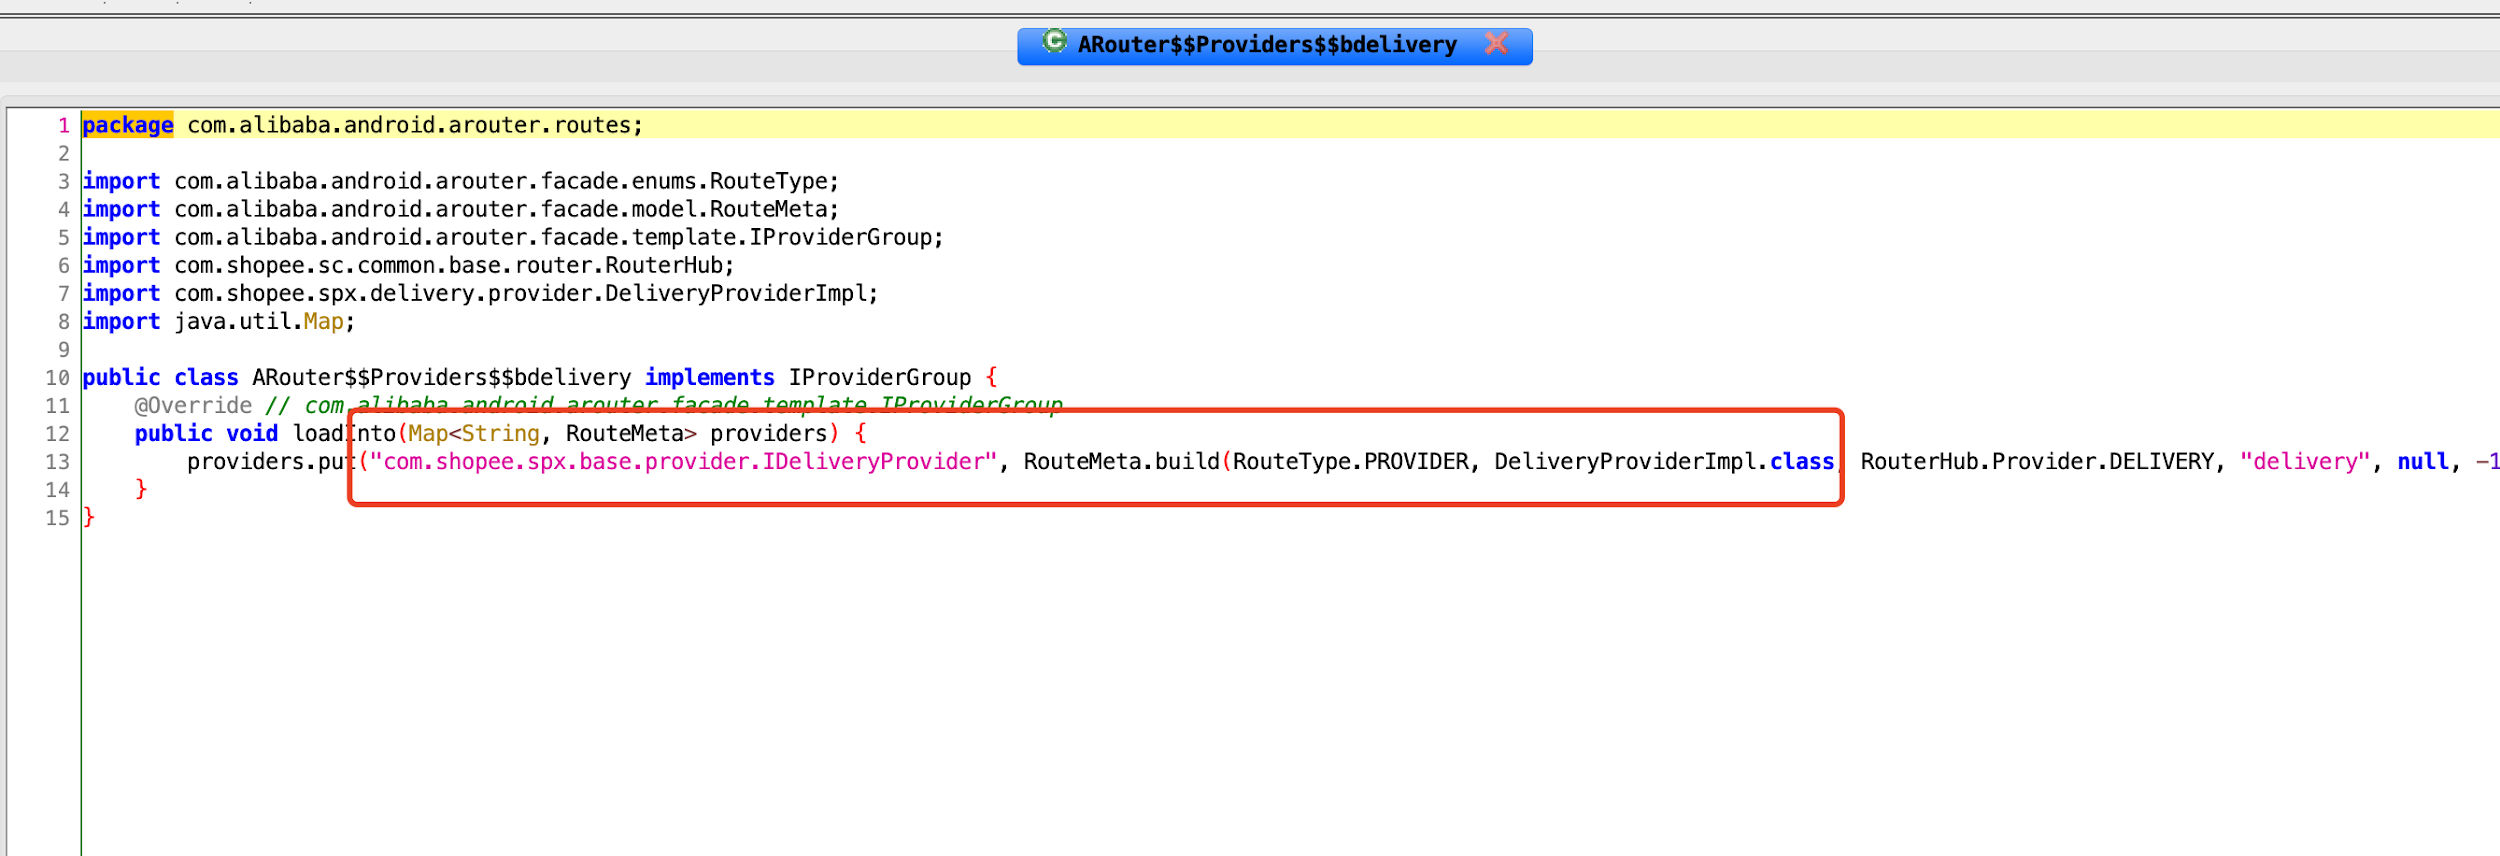 ARouter$$Providers$$bdelivery
1 package com.alibaba.android.arouter.routes;
2
3 import com.alibaba.android.arouter.facade.enums.RouteType;
4 import com.alibaba.android.arouter.facade.model.RouteMeta;
5 import com.alibaba.android.arouter.facade.template.IProviderGroup;
6 import com.shopee.sc.common.base.router.RouterHub;
7 import com.shopee.spx.delivery.provider.DeliveryProviderImpl;
8 import java.util.Map;
9
10 public class ARouter$$Providers$$bdelivery implements IProviderGroup {
11 @Override // com.alibaba.android.arouter.facade.template.IProviderGroup
12 public void loadInto(Map<String, RouteMeta> providers) {
13 providers.put("com.shopee.spx.base.provider.IDeliveryProvider", RouteMeta.build(RouteType.PROVIDER, DeliveryProviderImpl.class, RouterHub.Provider.DELIVERY, "delivery", null, -1
14 }
15 }